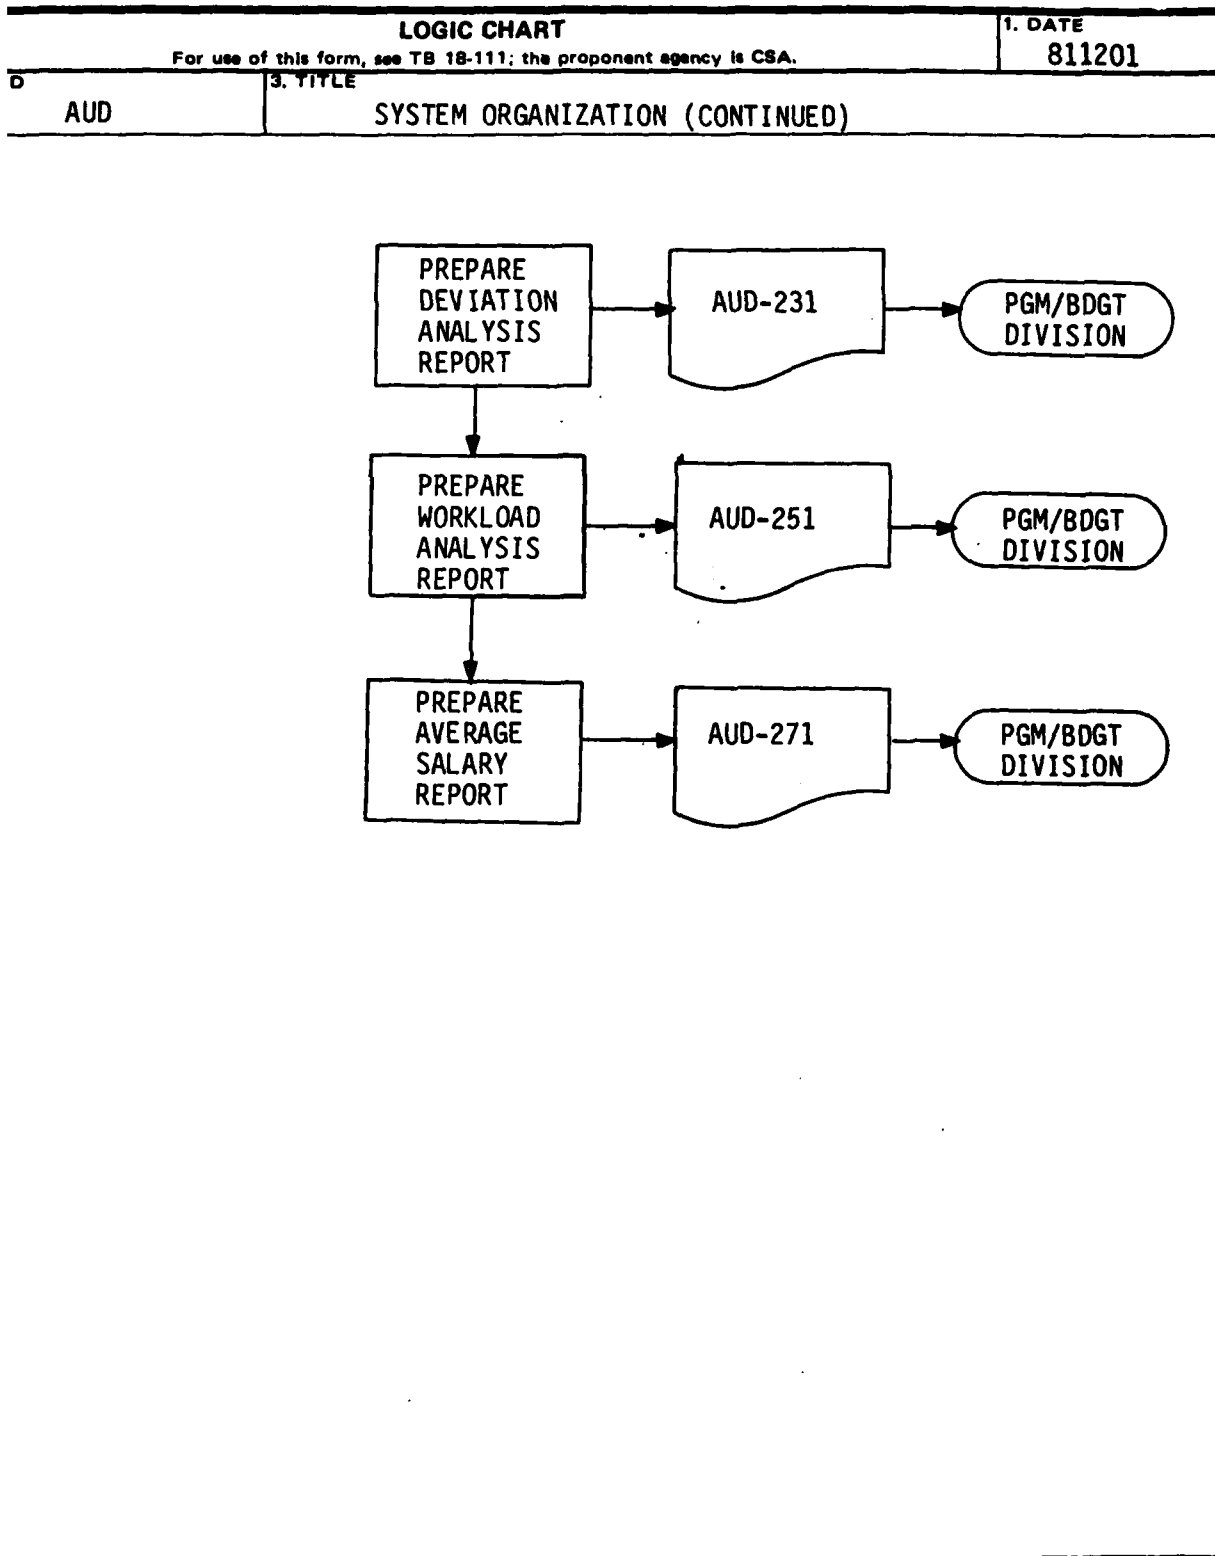 LOGIC CHART
For use of this form, see TB 18-111; the proponent agency is CSA.
1. DATE
811201
D
AUD
3. TITLE
SYSTEM ORGANIZATION (CONTINUED)
PREPARE
DEVIATION
ANALYSIS
REPORT
AUD-231
PGM/BDGT
DIVISION
PREPARE
WORKLOAD
ANALYSIS
REPORT
AUD-251
PGM/BDGT
DIVISION
PREPARE
AVERAGE
SALARY
REPORT
AUD-271
PGM/BDGT
DIVISION